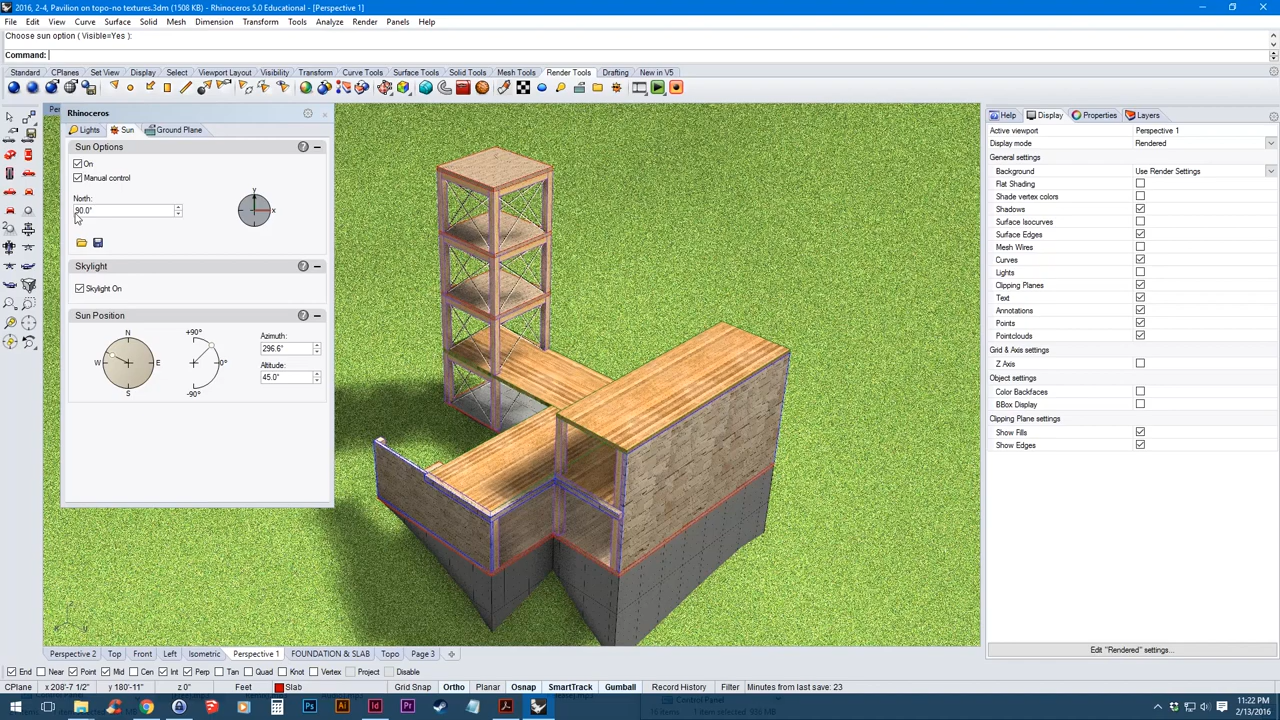 2016, 2-4, Pavilion on topo-no textures.3dm (1508 KB) - Rhinoceros 5.0 Educational - [Perspective 1]
File Edit View Curve Surface Solid Mesh Dimension Transform Tools Analyze Render Panels Help
Choose sun option ( Visible=Yes ):
Command:
Standard CPlanes Set View Display Select Viewport Layout Visibility Transform Curve Tools Surface Tools Solid Tools Mesh Tools Render Tools Drafting New in V5
Rhinoceros
Lights Sun Ground Plane
Sun Options
On
Manual control
North:
90.0°
y
x
Skylight
Skylight On
Sun Position
N
W E
S
+90°
0°
-90°
Azimuth:
296.6°
Altitude:
45.0°
Help Display Properties Layers
Active viewport Perspective 1
Display mode Rendered
General settings
Background Use Render Settings
Flat Shading
Shade vertex colors
Shadows
Surface Isocurves
Surface Edges
Mesh Wires
Curves
Lights
Clipping Planes
Text
Annotations
Points
Pointclouds
Grid & Axis settings
Z Axis
Object settings
Color Backfaces
BBox Display
Clipping Plane settings
Show Fills
Show Edges
Edit "Rendered" settings...
Perspective 2 Top Front Left Isometric Perspective 1 FOUNDATION & SLAB Topo Page 3
End Near Point Mid Cen Int Perp Tan Quad Knot Vertex Project Disable
CPlane x 208'-7 1/2" y 180'-11" z 0" Feet Slab Grid Snap Ortho Planar Osnap SmartTrack Gumball Record History Filter Minutes from last save: 23
Control Panel
11:22 PM
2/13/2016